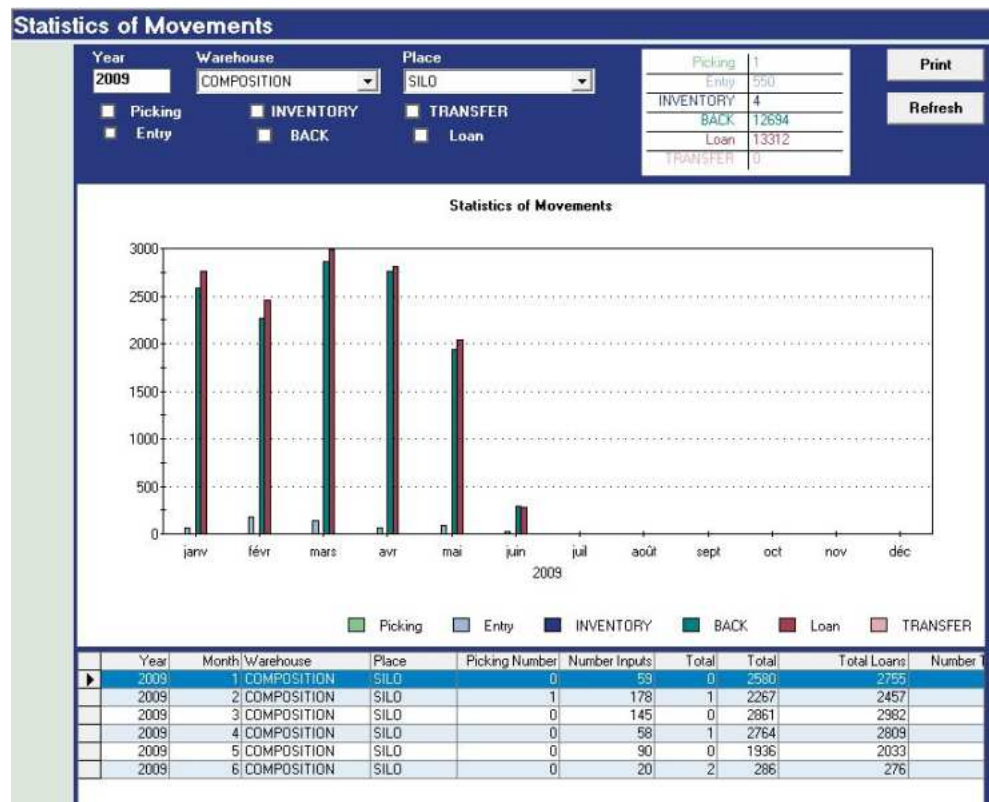 Statistics of Movements
Year Warehouse Place
2009 COMPOSITION SILO
Picking INVENTORY TRANSFER
Entry BACK Loan
Picking 1
Entry 550
INVENTORY 4
BACK 12694
Loan 13312
TRANSFER 0
Print
Refresh
Statistics of Movements
3000
2500
2000
1500
1000
500
0
janv févr mars avr mai juin juil août sept oct nov déc
2009
Picking Entry INVENTORY BACK Loan TRANSFER
Year Month Warehouse Place Picking Number Number Inputs Total Total Total Loans Number T
2009 1 COMPOSITION SILO 0 59 0 2580 2755
2009 2 COMPOSITION SILO 1 178 1 2267 2457
2009 3 COMPOSITION SILO 0 145 0 2861 2982
2009 4 COMPOSITION SILO 0 58 1 2764 2809
2009 5 COMPOSITION SILO 0 90 0 1936 2033
2009 6 COMPOSITION SILO 0 20 2 286 276